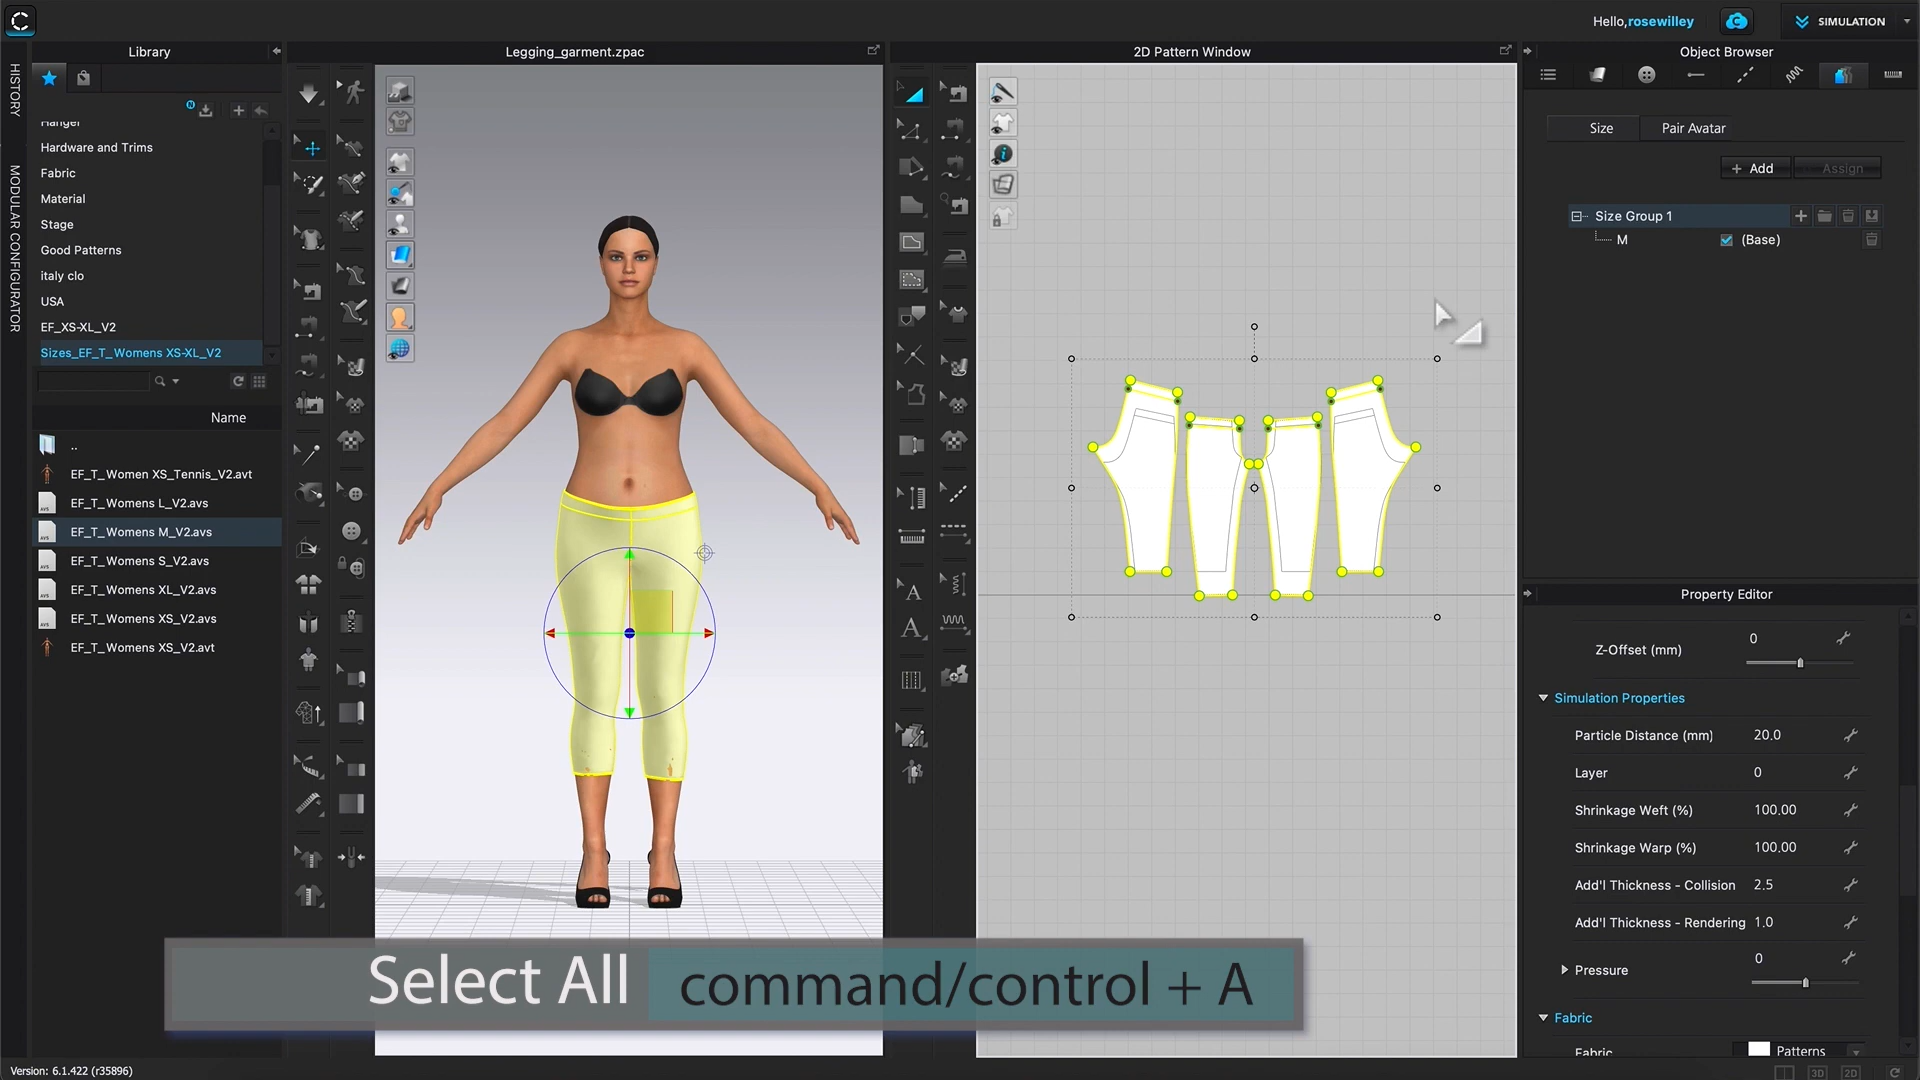 Hello,rosewilley
SIMULATION
HISTORY
MODULAR CONFIGURATOR
Library
Hanger
Hardware and Trims
Fabric
Material
Stage
Good Patterns
italy clo
USA
EF_XS-XL_V2
Sizes_EF_T_Womens XS-XL_V2
Name
..
EF_T_Women XS_Tennis_V2.avt
EF_T_Womens L_V2.avs
EF_T_Womens M_V2.avs
EF_T_Womens S_V2.avs
EF_T_Womens XL_V2.avs
EF_T_Womens XS_V2.avs
EF_T_Womens XS_V2.avt
Legging_garment.zpac
2D Pattern Window
Object Browser
Size
Pair Avatar
+ Add
Assign
Size Group 1
M
(Base)
Property Editor
Z-Offset (mm)
0
Simulation Properties
Particle Distance (mm) 20.0
Layer 0
Shrinkage Weft (%) 100.00
Shrinkage Warp (%) 100.00
Add'l Thickness - Collision 2.5
Add'l Thickness - Rendering 1.0
Pressure 0
Fabric
Fabric Patterns
Select All command/control + A
Version: 6.1.422 (r35896)
3D
2D